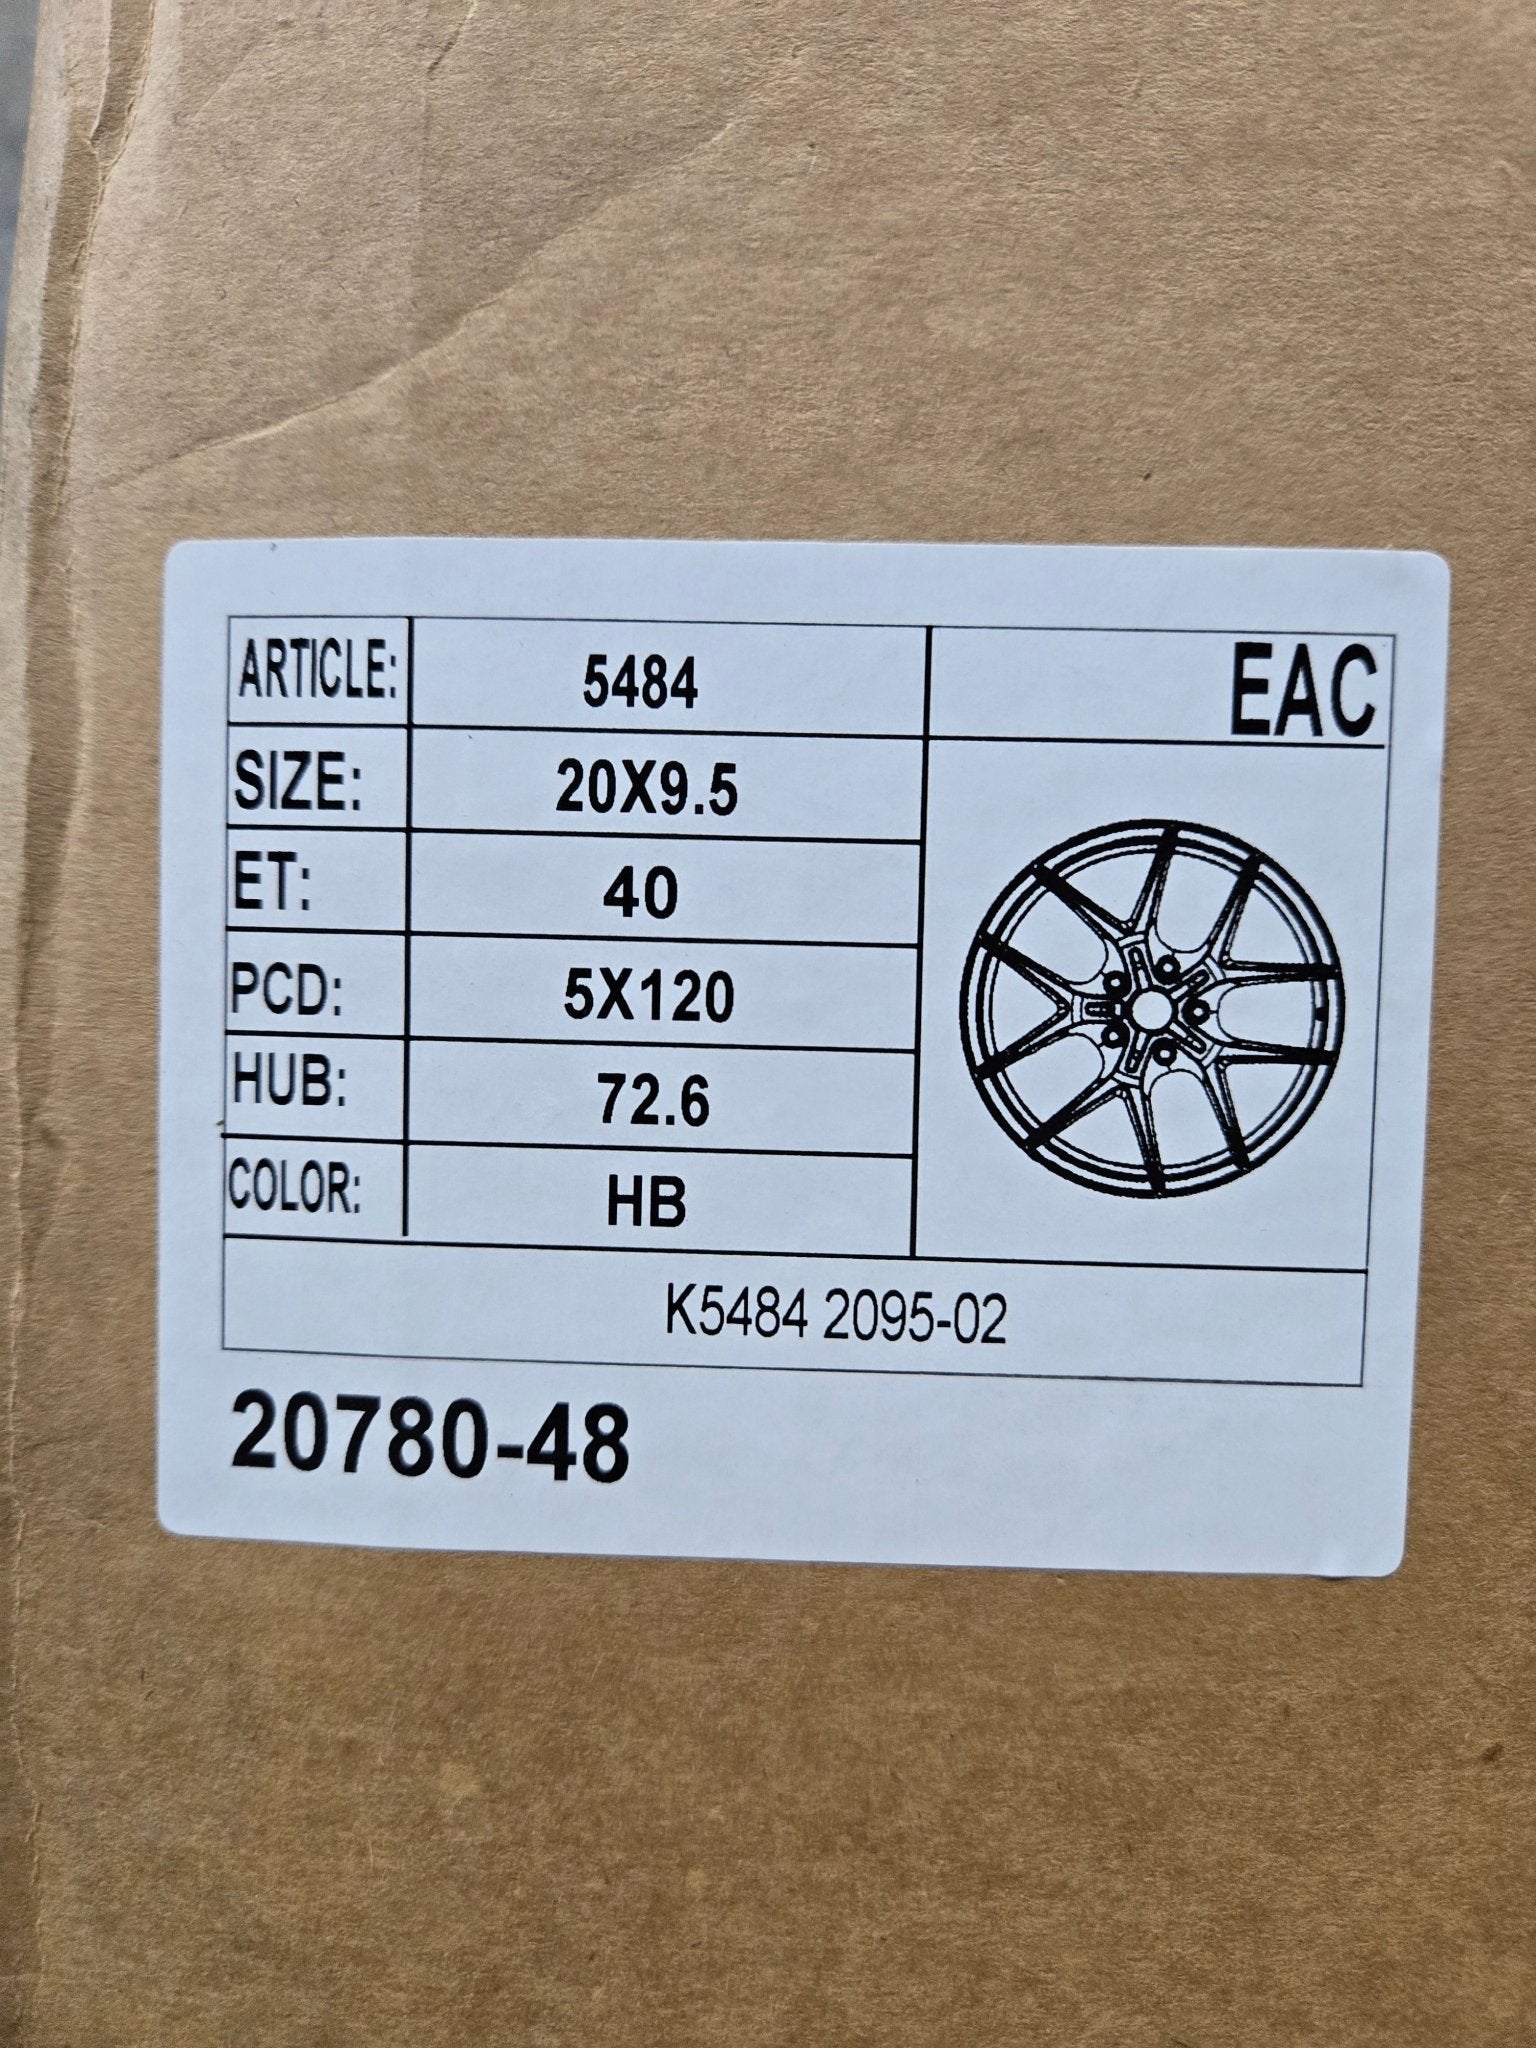 ARTICLE: 5484 EAC
SIZE: 20X9.5
ET: 40
PCD: 5X120
HUB: 72.6
COLOR: HB
K5484 2095-02
20780-48